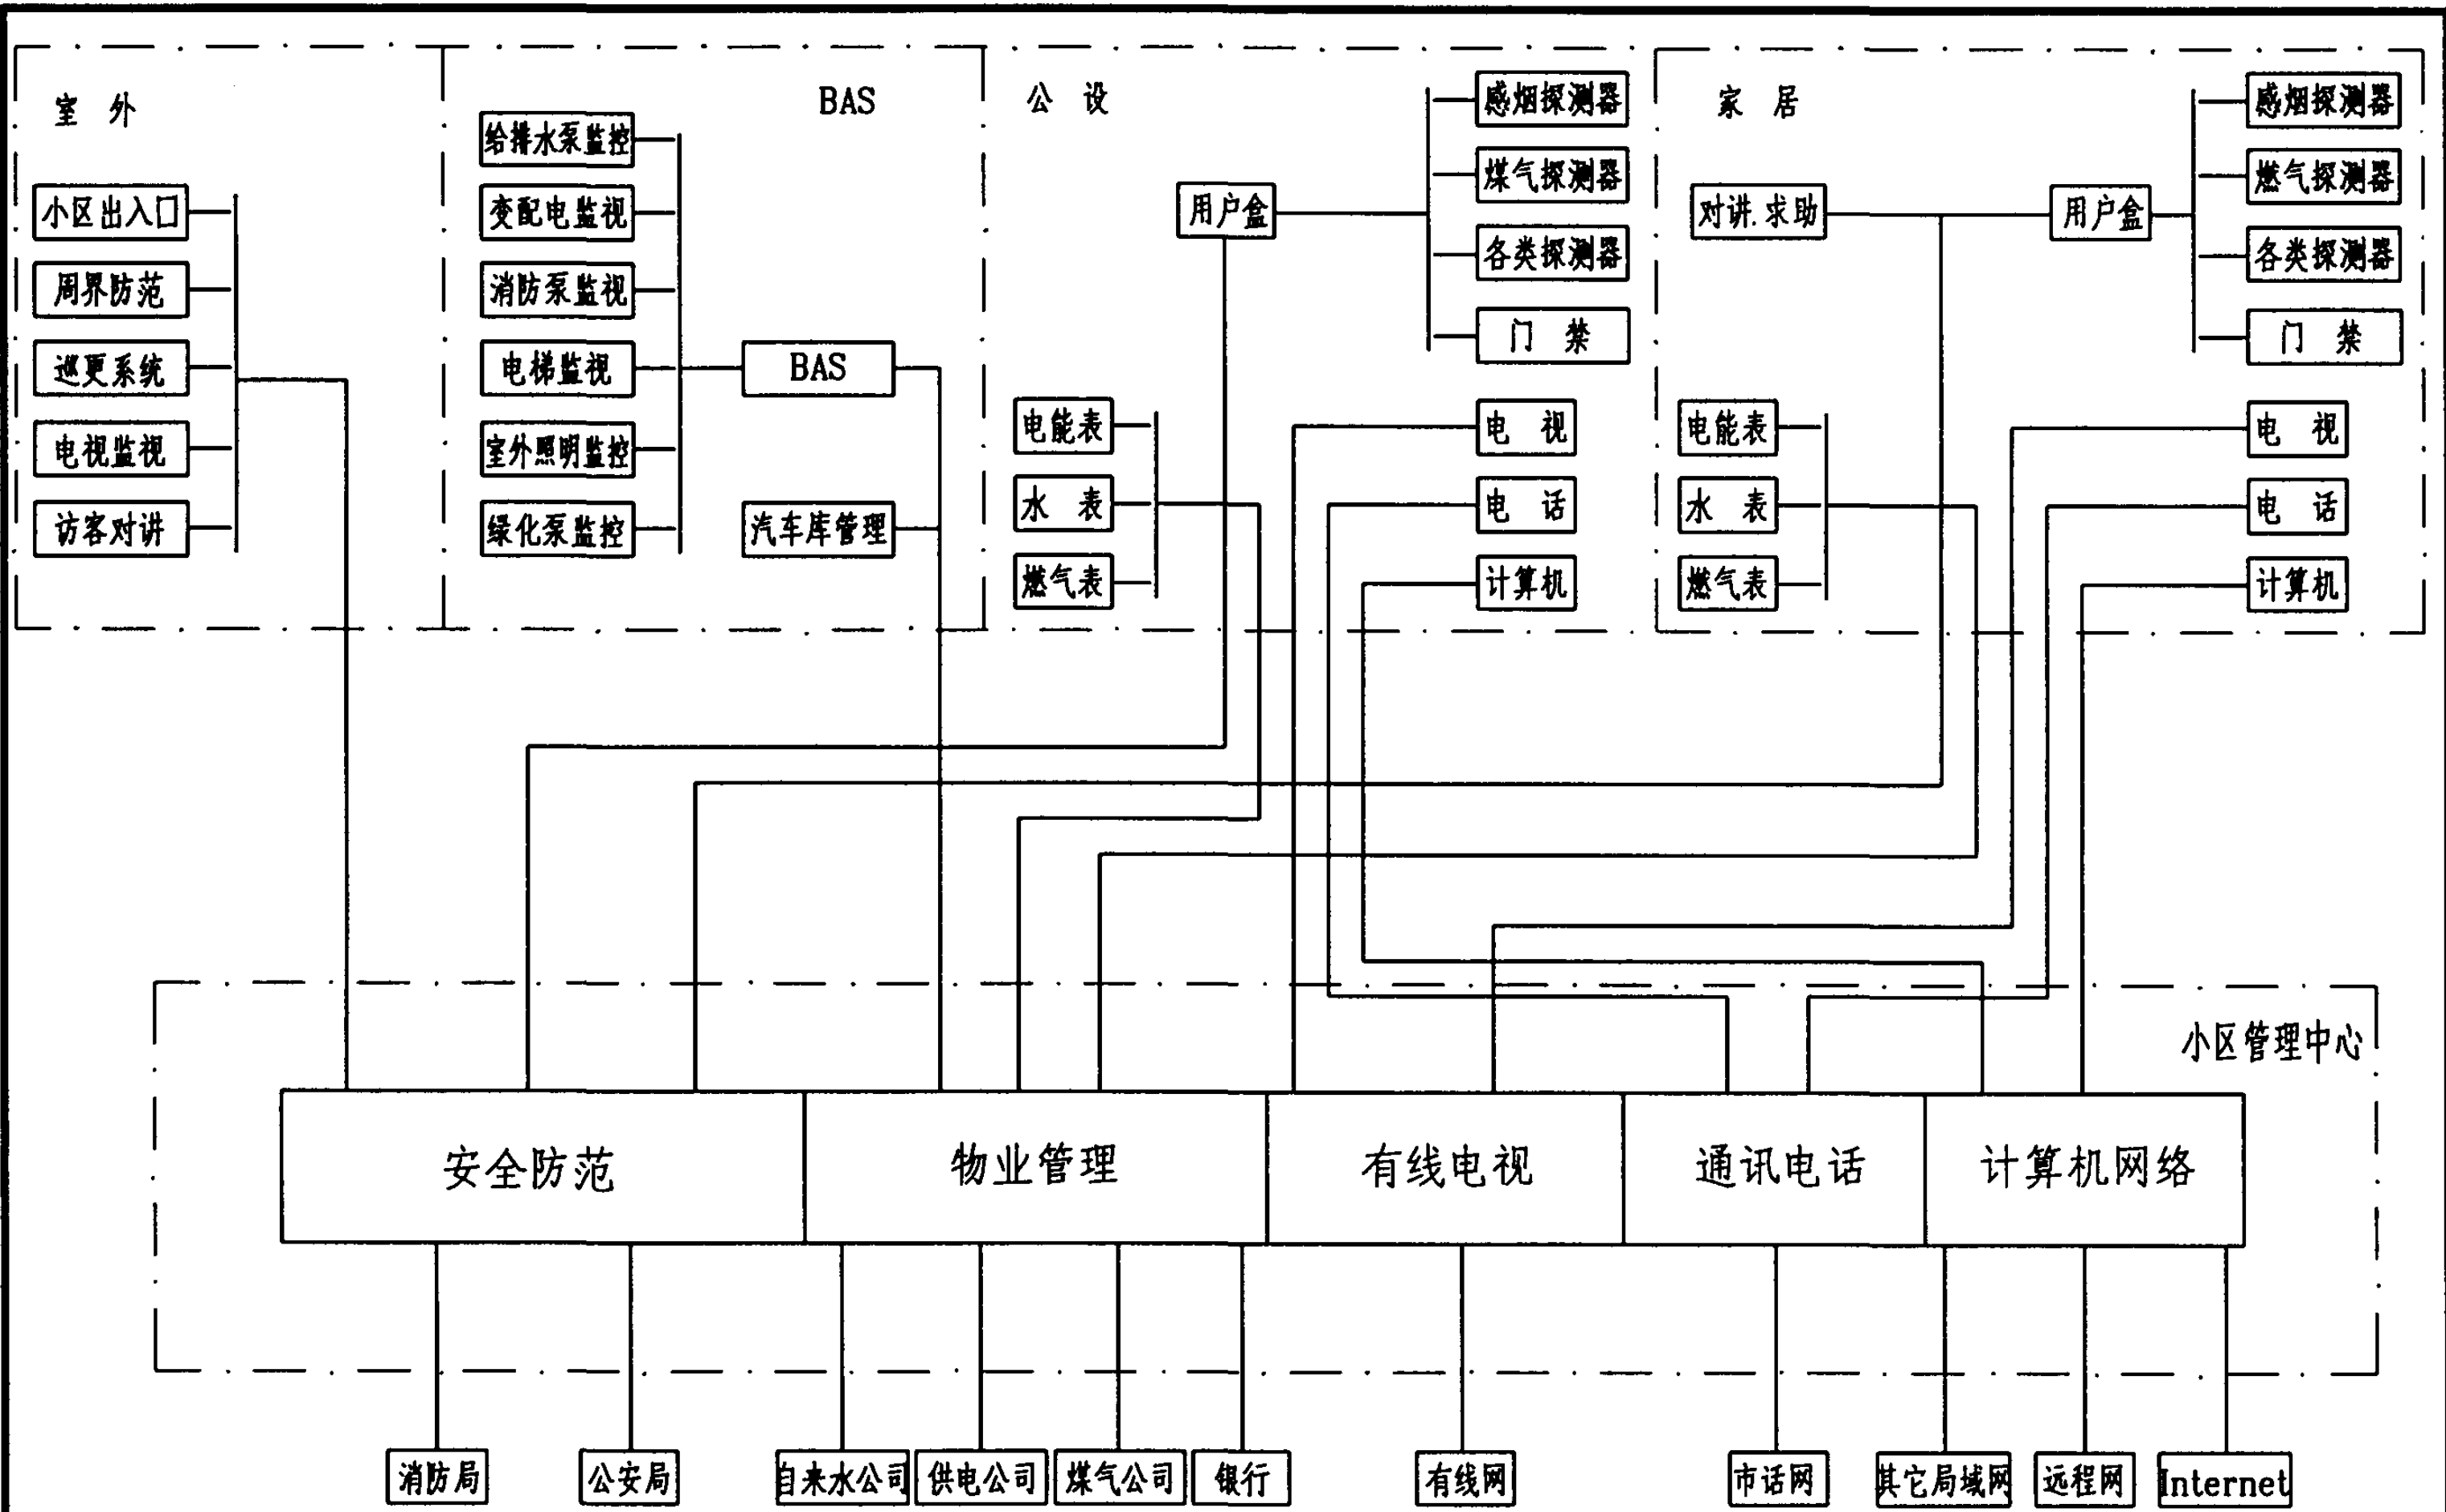 室 外
小区出入口
周界防范
巡更系统
电视监视
访客对讲
BAS
给排水泵监控
变配电监视
消防泵监视
电梯监视
室外照明监控
绿化泵监控
BAS
汽车库管理
公 设
用户盒
感烟探测器
煤气探测器
各类探测器
门 禁
电能表
水 表
燃气表
电 视
电 话
计算机
家 居
对讲.求助
用户盒
感烟探测器
燃气探测器
各类探测器
门 禁
电能表
水 表
燃气表
电 视
电 话
计算机
小区管理中心
安全防范
物业管理
有线电视
通讯电话
计算机网络
消防局
公安局
自来水公司
供电公司
煤气公司
银行
有线网
市话网
其它局域网
远程网
Internet